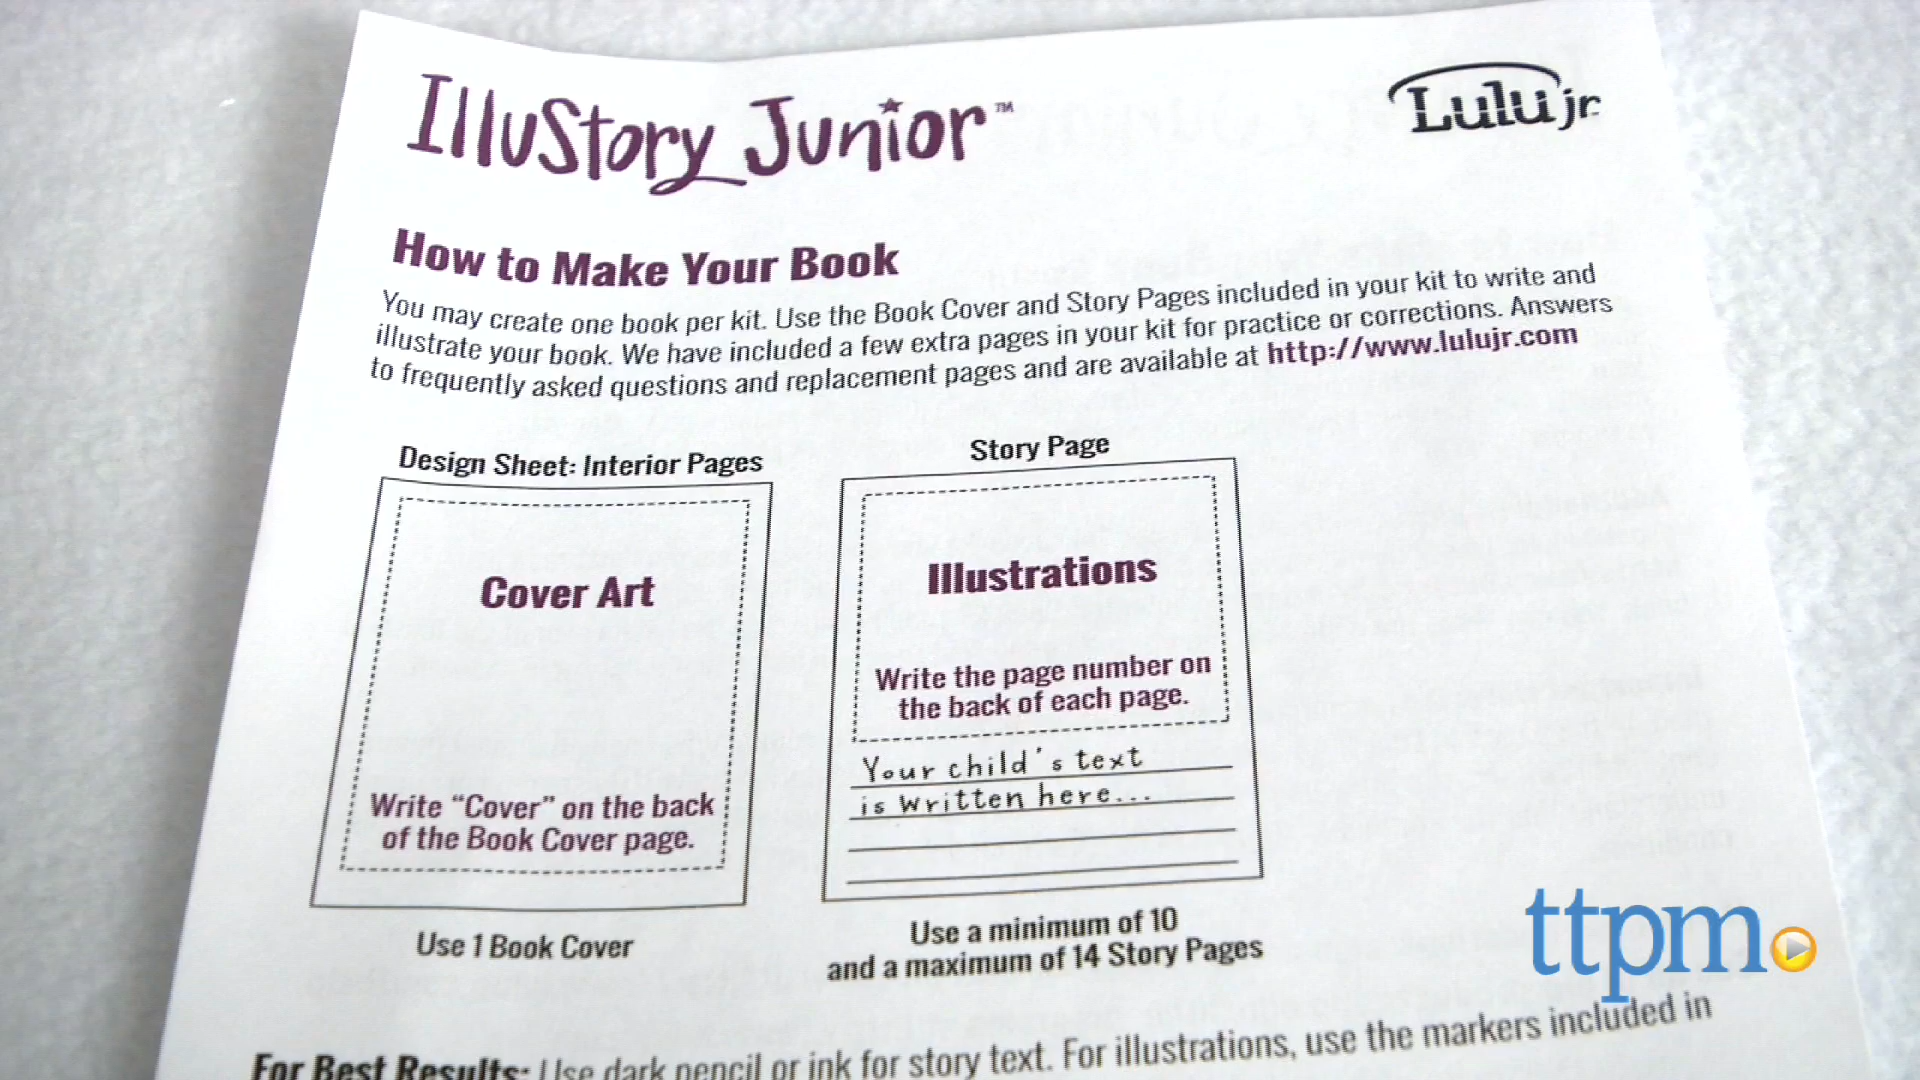 IlluStory Junior™
Lulu jr.
How to Make Your Book
You may create one book per kit. Use the Book Cover and Story Pages included in your kit to write and
illustrate your book. We have included a few extra pages in your kit for practice or corrections. Answers
to frequently asked questions and replacement pages and are available at http://www.lulujr.com
Design Sheet: Interior Pages
Cover Art
Write “Cover” on the back
of the Book Cover page.
Use 1 Book Cover
Story Page
Illustrations
Write the page number on
the back of each page.
Your child's text
is written here...
Use a minimum of 10
and a maximum of 14 Story Pages
For Best Results: Use dark pencil or ink for story text. For illustrations, use the markers included in
ttpm